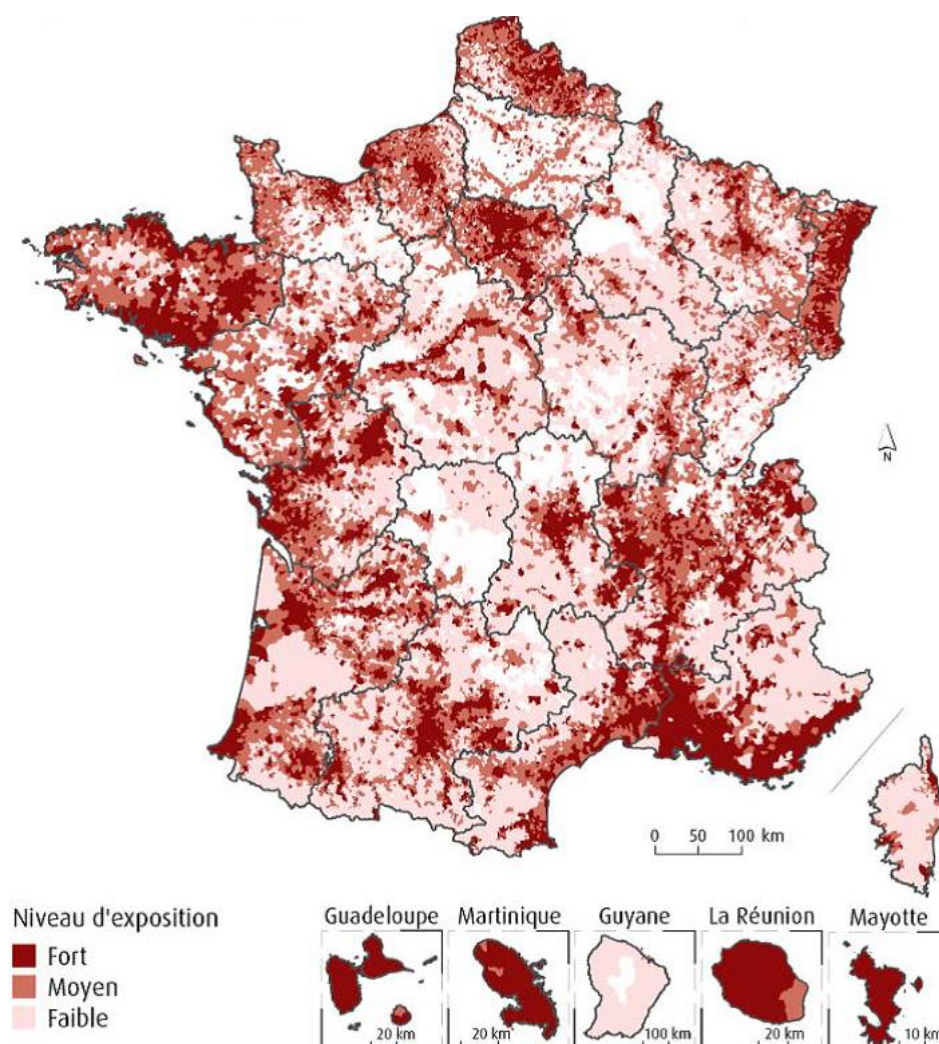 N
0 50 100 km
Niveau d'exposition
Fort
Moyen
Faible
Guadeloupe
20 km
Martinique
20 km
Guyane
100 km
La Réunion
20 km
Mayotte
10 km